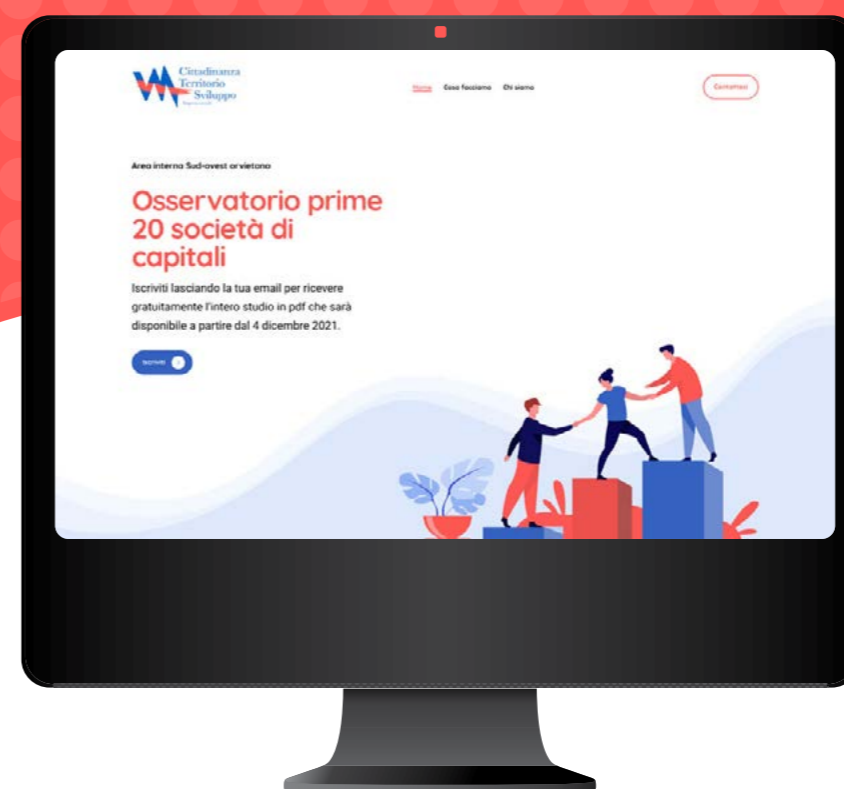 Cittadinanza
Territorio
Sviluppo
Home Cosa facciamo Chi siamo
Contattaci
Area interna Sud-ovest orvietano
Osservatorio prime
20 società di
capitali
Iscriviti lasciando la tua email per ricevere
gratuitamente l'intero studio in pdf che sarà
disponibile a partire dal 4 dicembre 2021.
Iscriviti